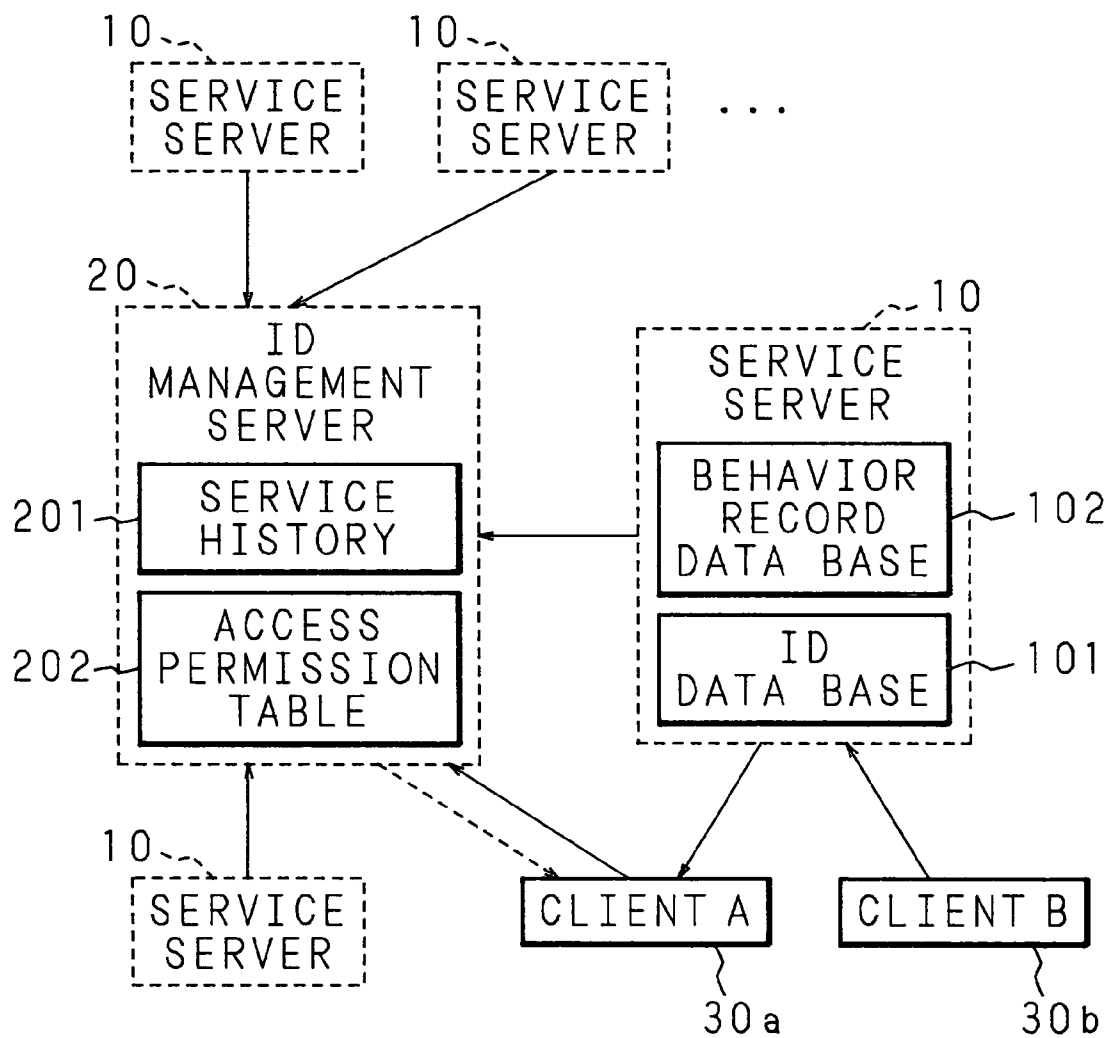 10
SERVICE
SERVER
10
SERVICE
SERVER
...
20
ID
MANAGEMENT
SERVER
201
SERVICE
HISTORY
202
ACCESS
PERMISSION
TABLE
10
SERVICE
SERVER
BEHAVIOR
RECORD
DATA BASE
102
ID
DATA BASE
101
10
SERVICE
SERVER
CLIENT A
30a
CLIENT B
30b